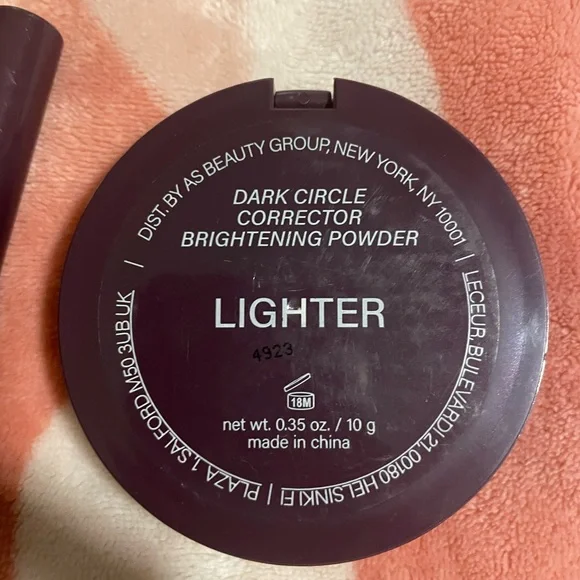 DIST. BY AS BEAUTY GROUP, NEW YORK, NY 10001 |
LECEUR, BULEVARDI 21, 00180 HELSINKI FI |
PLAZA 1 SALFORD M50 3UB UK |
DARK CIRCLE
CORRECTOR
BRIGHTENING POWDER
LIGHTER
4923
18M
net wt. 0.35 oz. / 10 g
made in china